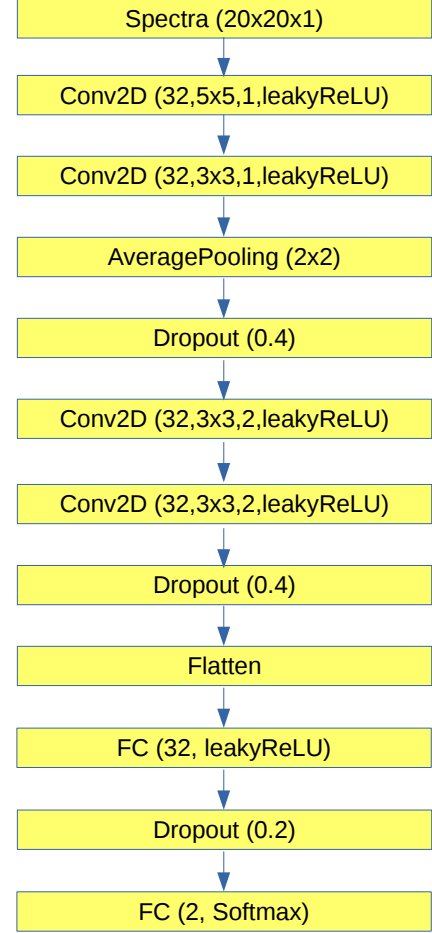 Spectra (20x20x1)
Conv2D (32,5x5,1,leakyReLU)
Conv2D (32,3x3,1,leakyReLU)
AveragePooling (2x2)
Dropout (0.4)
Conv2D (32,3x3,2,leakyReLU)
Conv2D (32,3x3,2,leakyReLU)
Dropout (0.4)
Flatten
FC (32, leakyReLU)
Dropout (0.2)
FC (2, Softmax)